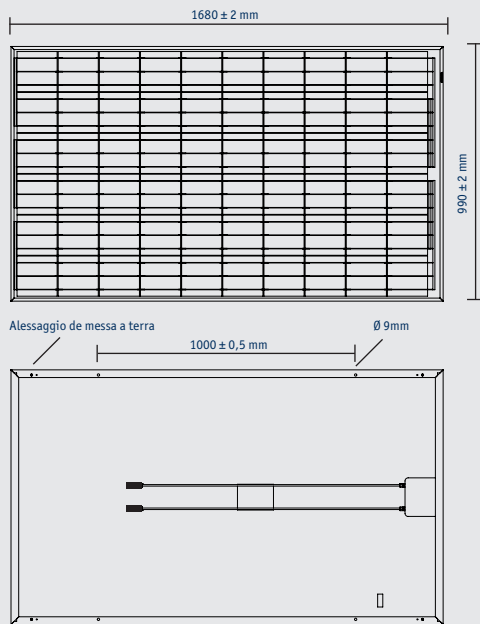 1680 ± 2 mm
990 ± 2 mm
Alessaggio de messa a terra
1000 ± 0,5 mm
Ø 9mm